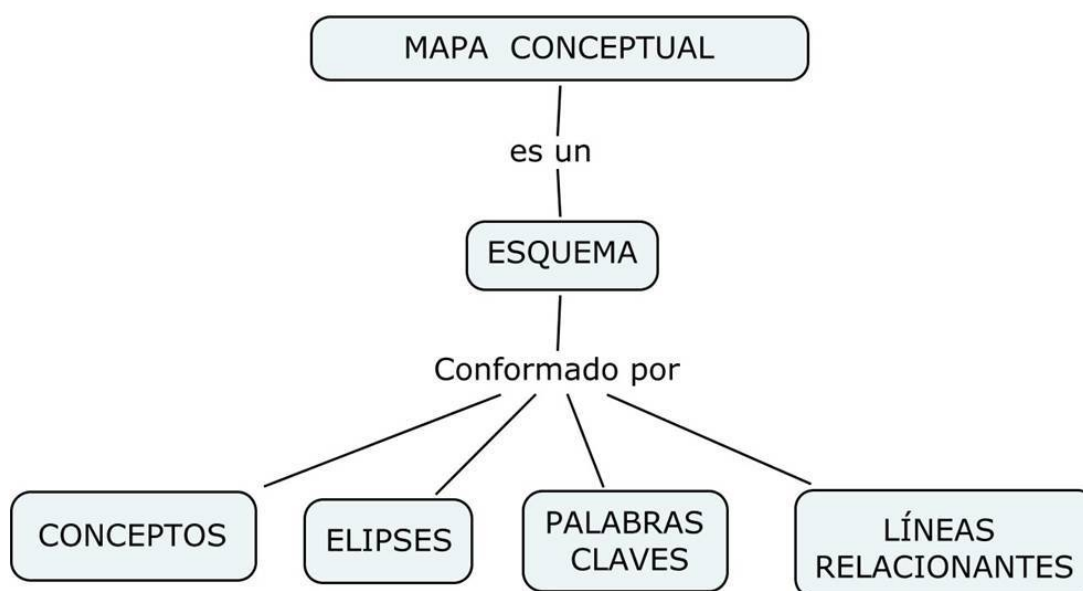 MAPA CONCEPTUAL
es un
ESQUEMA
Conformado por
CONCEPTOS
ELIPSES
PALABRAS
CLAVES
LÍNEAS
RELACIONANTES